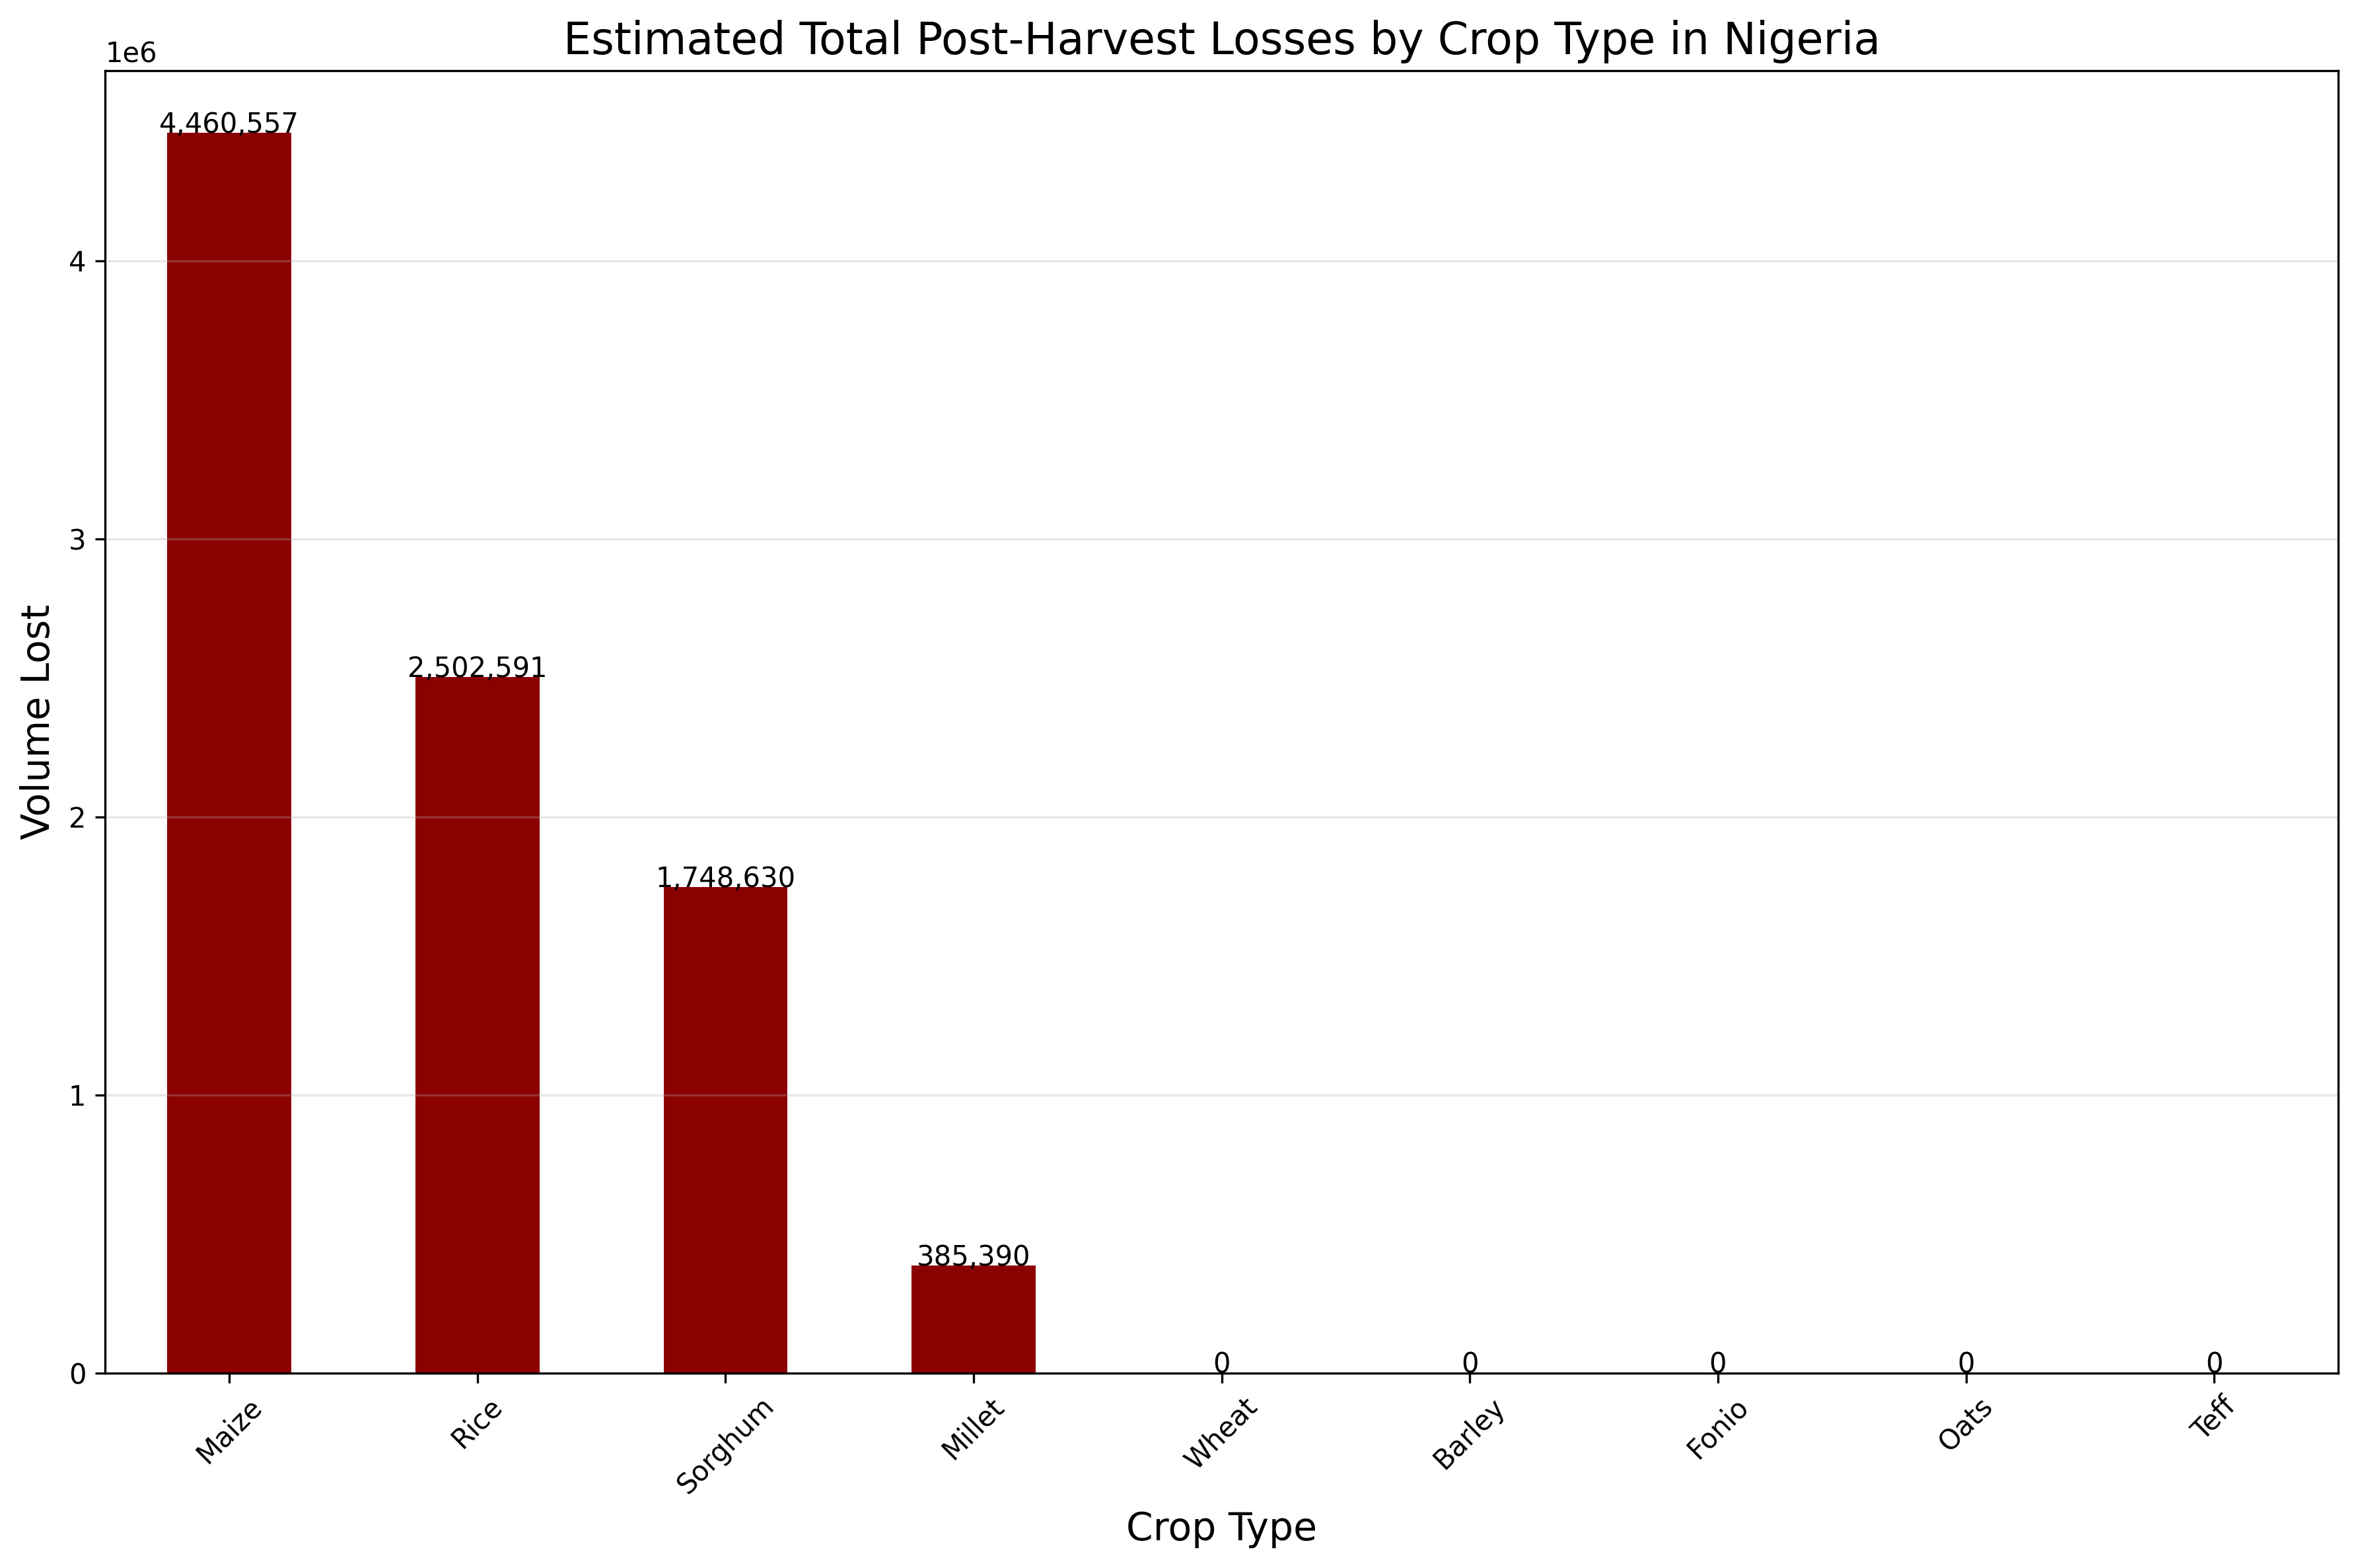 Estimated Total Post-Harvest Losses by Crop Type in Nigeria
1e6
4
3
2
1
0
Volume Lost
4,460,557
2,502,591
1,748,630
385,390
0
0
0
0
0
Maize
Rice
Sorghum
Millet
Wheat
Barley
Fonio
Oats
Teff
Crop Type